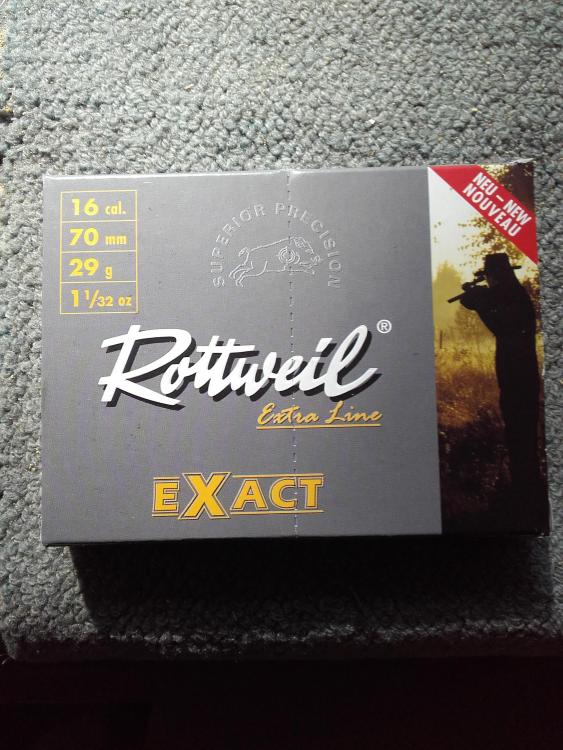 16 cal.
70 mm
29 g
1 1/32 oz
SUPERIOR PRECISION
NEU – NEW
NOUVEAU
Rottweil®
Extra Line
EXACT